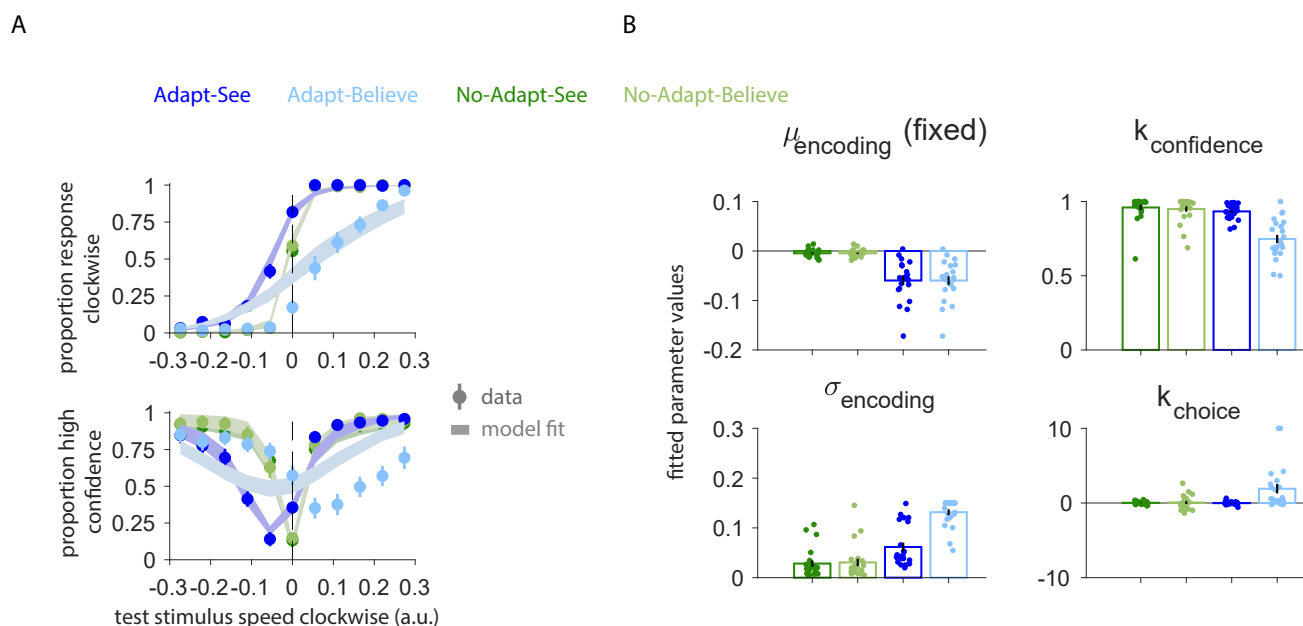 A
B
Adapt-See Adapt-Believe No-Adapt-See No-Adapt-Believe
proportion response
clockwise
1
0.75
0.5
0.25
0
-0.3 -0.2 -0.1 0 0.1 0.2 0.3
proportion high
confidence
1
0.75
0.5
0.25
0
-0.3 -0.2 -0.1 0 0.1 0.2 0.3
test stimulus speed clockwise (a.u.)
data
model fit
fitted parameter values
μencoding (fixed)
0.1
0
-0.1
-0.2
kconfidence
1
0.5
0
σencoding
0.3
0.2
0.1
0
kchoice
10
0
-10